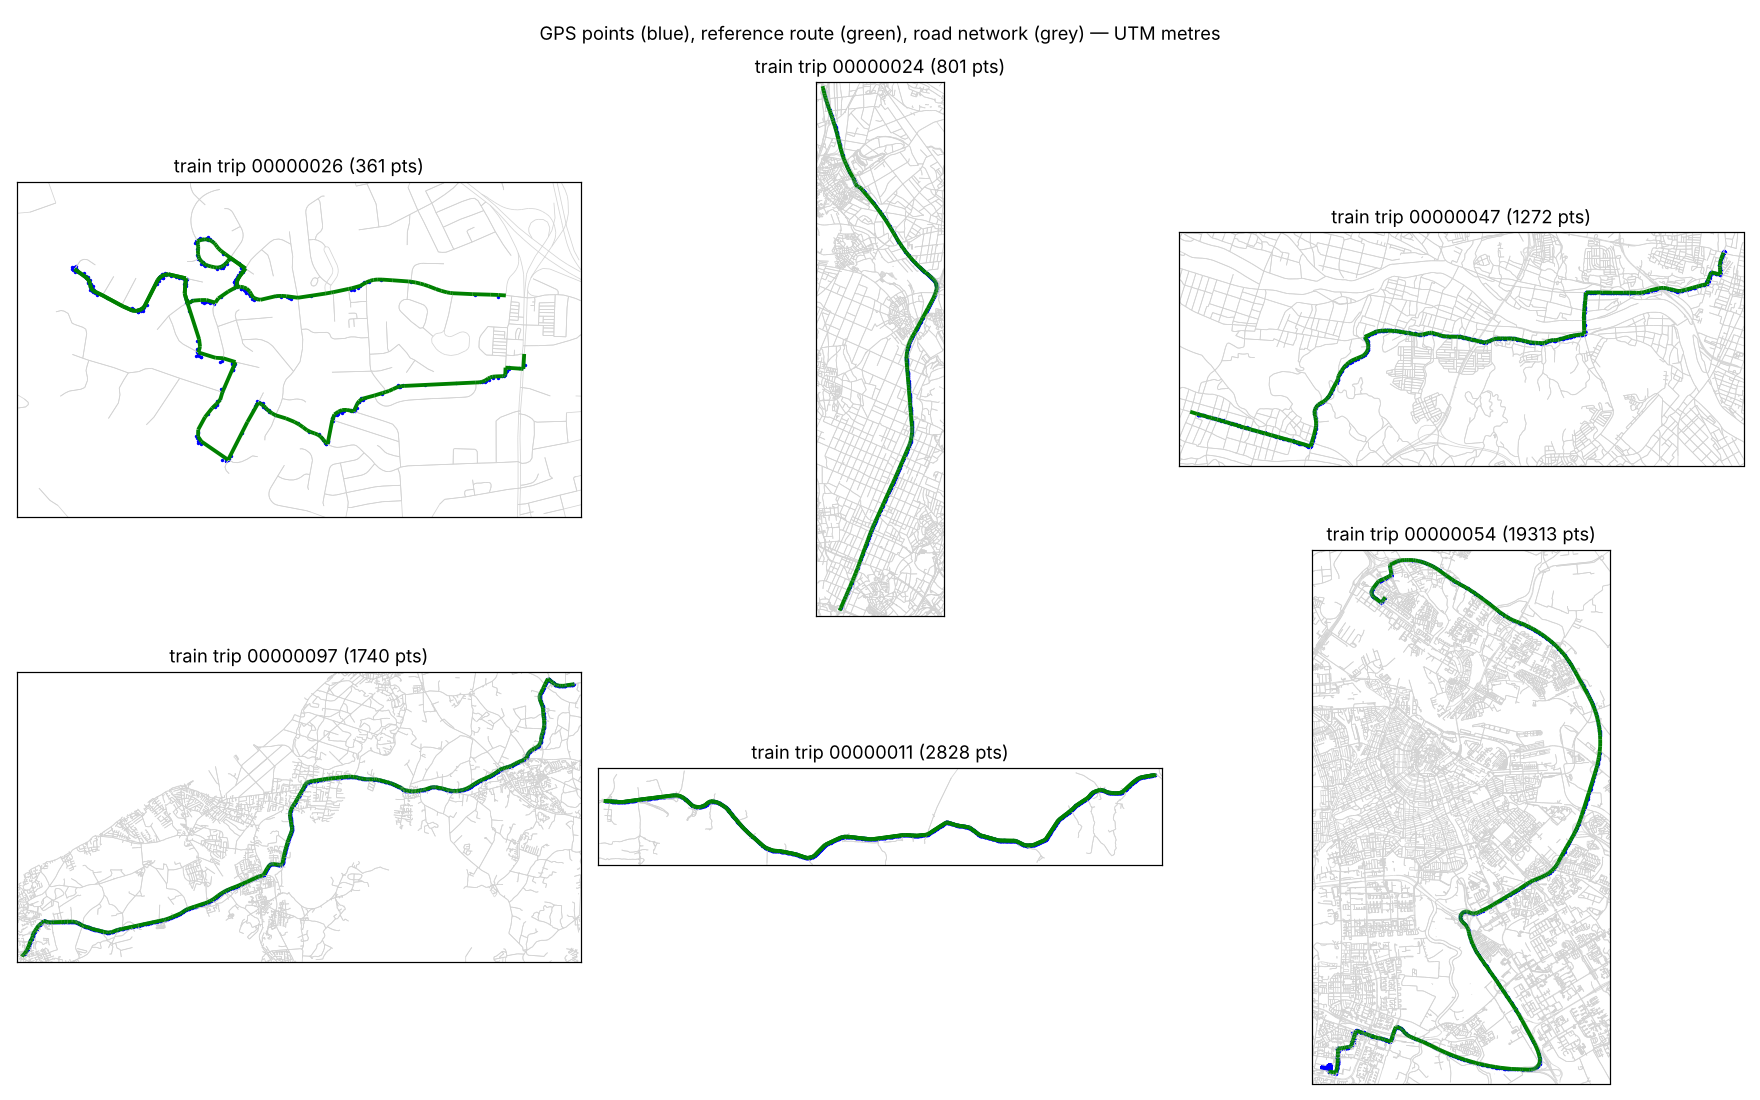 GPS points (blue), reference route (green), road network (grey) — UTM metres
train trip 00000026 (361 pts)
train trip 00000024 (801 pts)
train trip 00000047 (1272 pts)
train trip 00000097 (1740 pts)
train trip 00000011 (2828 pts)
train trip 00000054 (19313 pts)